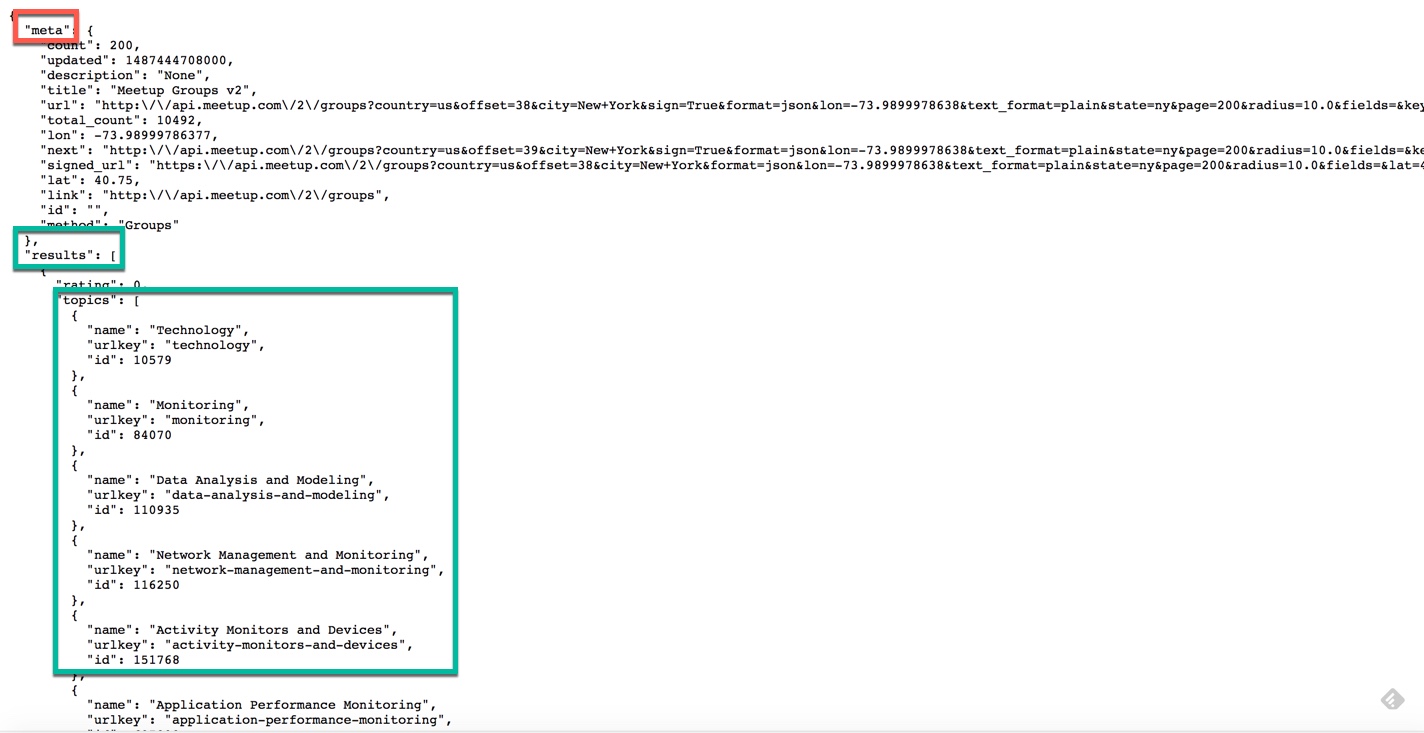 {
"meta": {
"count": 200,
"updated": 1487444708000,
"description": "None",
"title": "Meetup Groups v2",
"url": "http:\/\/api.meetup.com\/2\/groups?country=us&offset=38&city=New+York&sign=True&format=json&lon=-73.9899978638&text_format=plain&state=ny&page=200&radius=10.0&fields=&key
"total_count": 10492,
"lon": -73.98999786377,
"next": "http:\/\/api.meetup.com\/2\/groups?country=us&offset=39&city=New+York&sign=True&format=json&lon=-73.9899978638&text_format=plain&state=ny&page=200&radius=10.0&fields=&ke
"signed_url": "https:\/\/api.meetup.com\/2\/groups?country=us&offset=38&city=New+York&format=json&lon=-73.9899978638&text_format=plain&state=ny&page=200&radius=10.0&fields=&lat=4
"lat": 40.75,
"link": "http:\/\/api.meetup.com\/2\/groups",
"id": "",
"method": "Groups"
},
"results": [
{
"rating": 0,
"topics": [
{
"name": "Technology",
"urlkey": "technology",
"id": 10579
},
{
"name": "Monitoring",
"urlkey": "monitoring",
"id": 84070
},
{
"name": "Data Analysis and Modeling",
"urlkey": "data-analysis-and-modeling",
"id": 110935
},
{
"name": "Network Management and Monitoring",
"urlkey": "network-management-and-monitoring",
"id": 116250
},
{
"name": "Activity Monitors and Devices",
"urlkey": "activity-monitors-and-devices",
"id": 151768
},
{
"name": "Application Performance Monitoring",
"urlkey": "application-performance-monitoring",